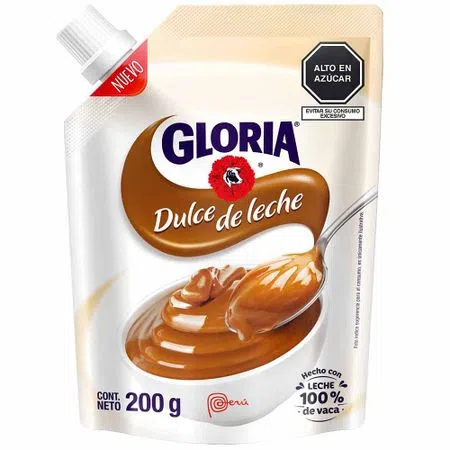 NUEVO
ALTO EN
AZÚCAR
EVITAR SU CONSUMO
EXCESIVO
GLORIA®
®
Dulce de leche
Hecho con
LECHE
100%
de vaca
CONT.
NETO 200 g
Perú